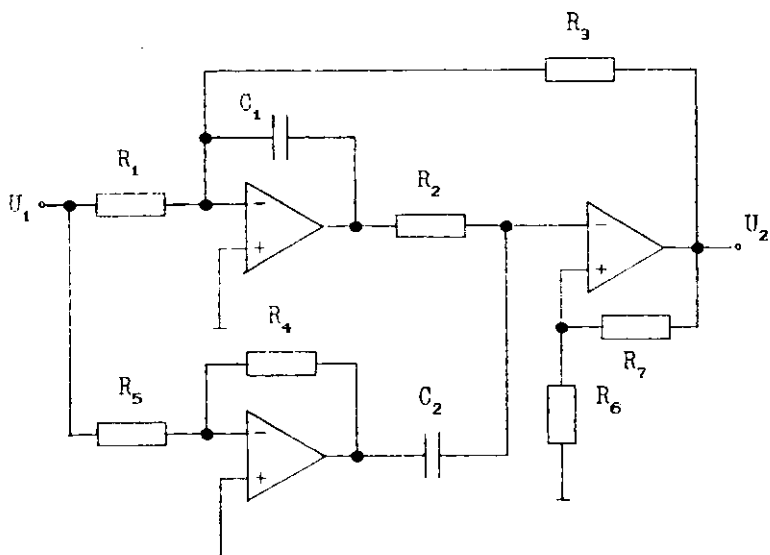 R₃
C₁
R₁
R₂
U₁
U₂
-
+
-
+
R₄
R₇
R₅
C₂
R₆
-
+